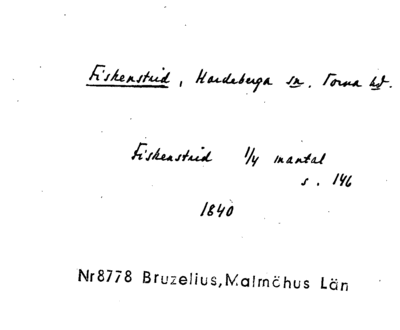 Fiskenstrid, Hardeberga sn. Torna hd.
Fiskenstrid 1/4 mantal
s. 146
1840
Nr8778 Bruzelius, Malmöhus Län